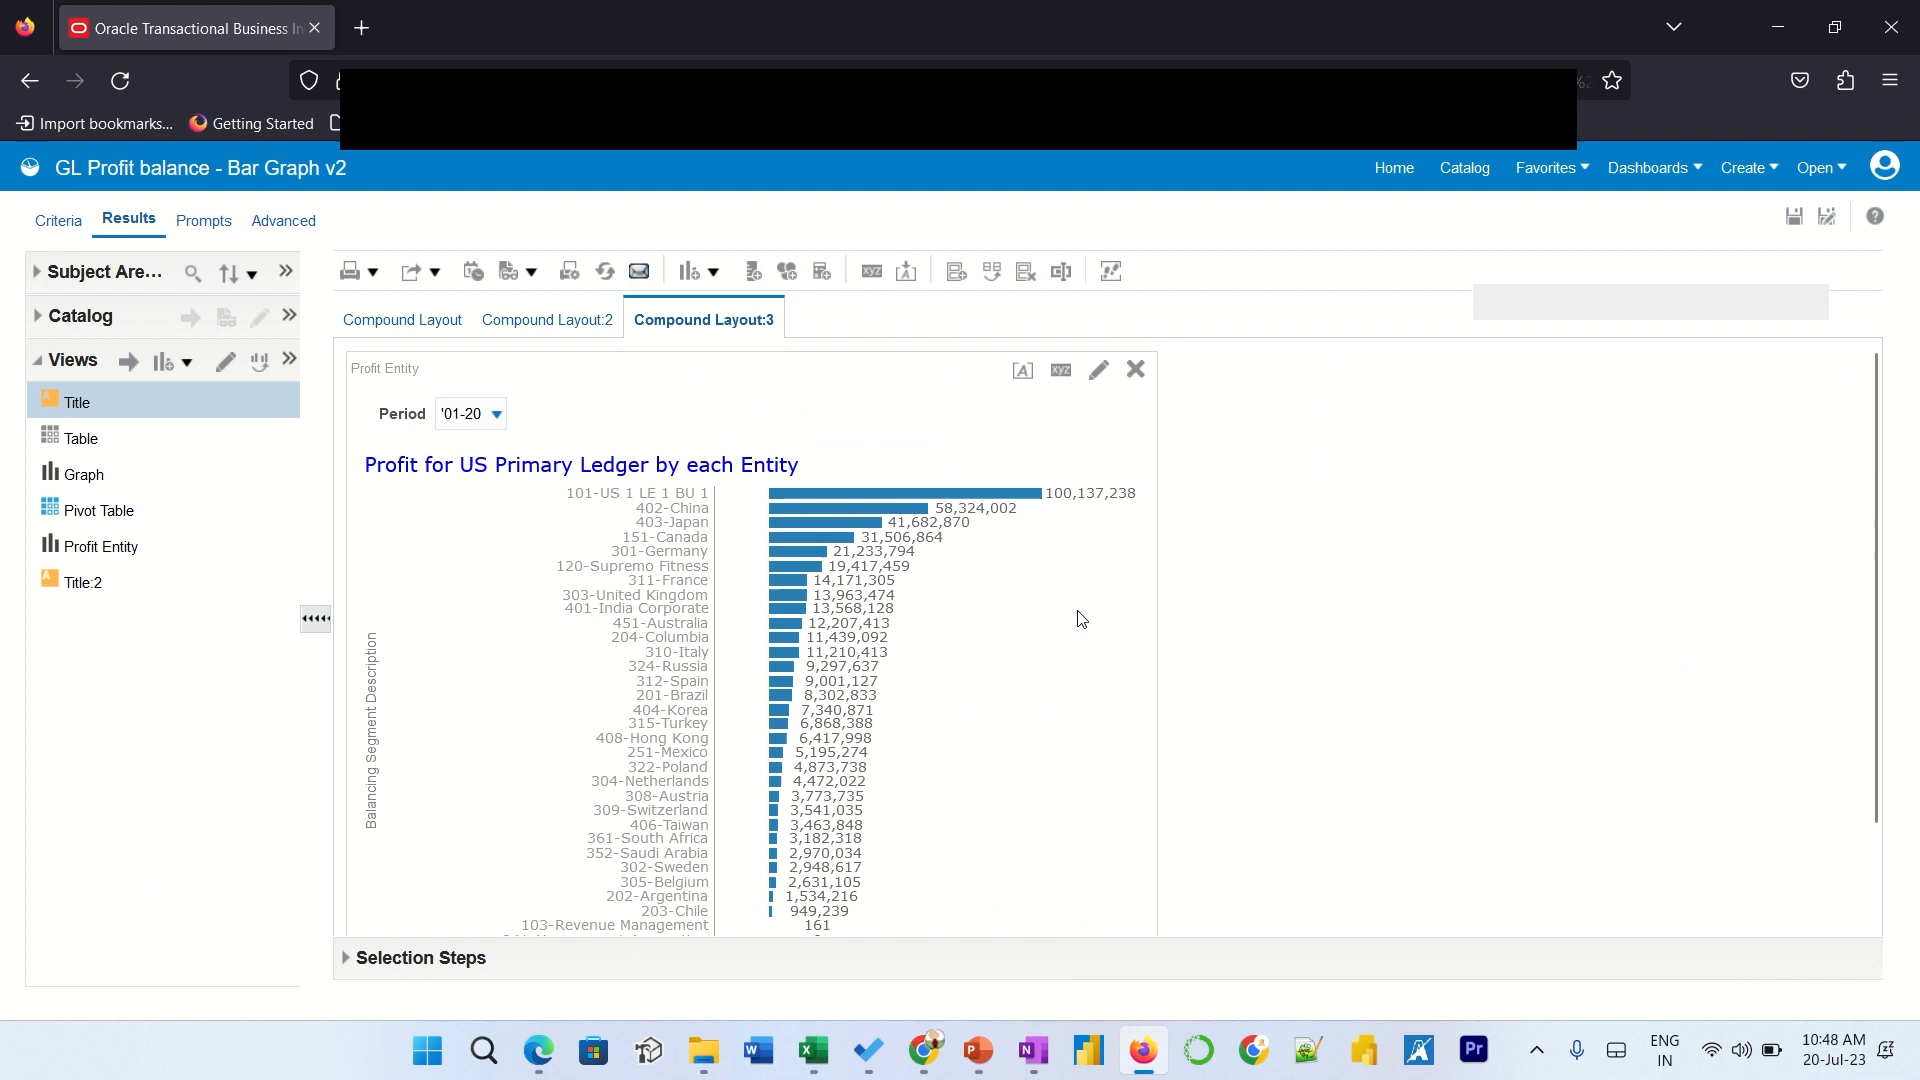 Oracle Transactional Business In
Import bookmarks... Getting Started
GL Profit balance - Bar Graph v2 Home Catalog Favorites Dashboards Create Open
Criteria Results Prompts Advanced
Subject Are...
Catalog
Views
Title
Table
Graph
Pivot Table
Profit Entity
Title:2
Compound Layout Compound Layout:2 Compound Layout:3
Profit Entity
Period '01-20
Profit for US Primary Ledger by each Entity
Balancing Segment Description
101-US 1 LE 1 BU 1 100,137,238
402-China 58,324,002
403-Japan 41,682,870
151-Canada 31,506,864
301-Germany 21,233,794
120-Supremo Fitness 19,417,459
311-France 14,171,305
303-United Kingdom 13,963,474
401-India Corporate 13,568,128
451-Australia 12,207,413
204-Columbia 11,439,092
310-Italy 11,210,413
324-Russia 9,297,637
312-Spain 9,001,127
201-Brazil 8,302,833
404-Korea 7,340,871
315-Turkey 6,868,388
408-Hong Kong 6,417,998
251-Mexico 5,195,274
322-Poland 4,873,738
304-Netherlands 4,472,022
308-Austria 3,773,735
309-Switzerland 3,541,035
406-Taiwan 3,463,848
361-South Africa 3,182,318
352-Saudi Arabia 2,970,034
302-Sweden 2,948,617
305-Belgium 2,631,105
202-Argentina 1,534,216
203-Chile 949,239
103-Revenue Management 161
Selection Steps
ENG
IN
10:48 AM
20-Jul-23